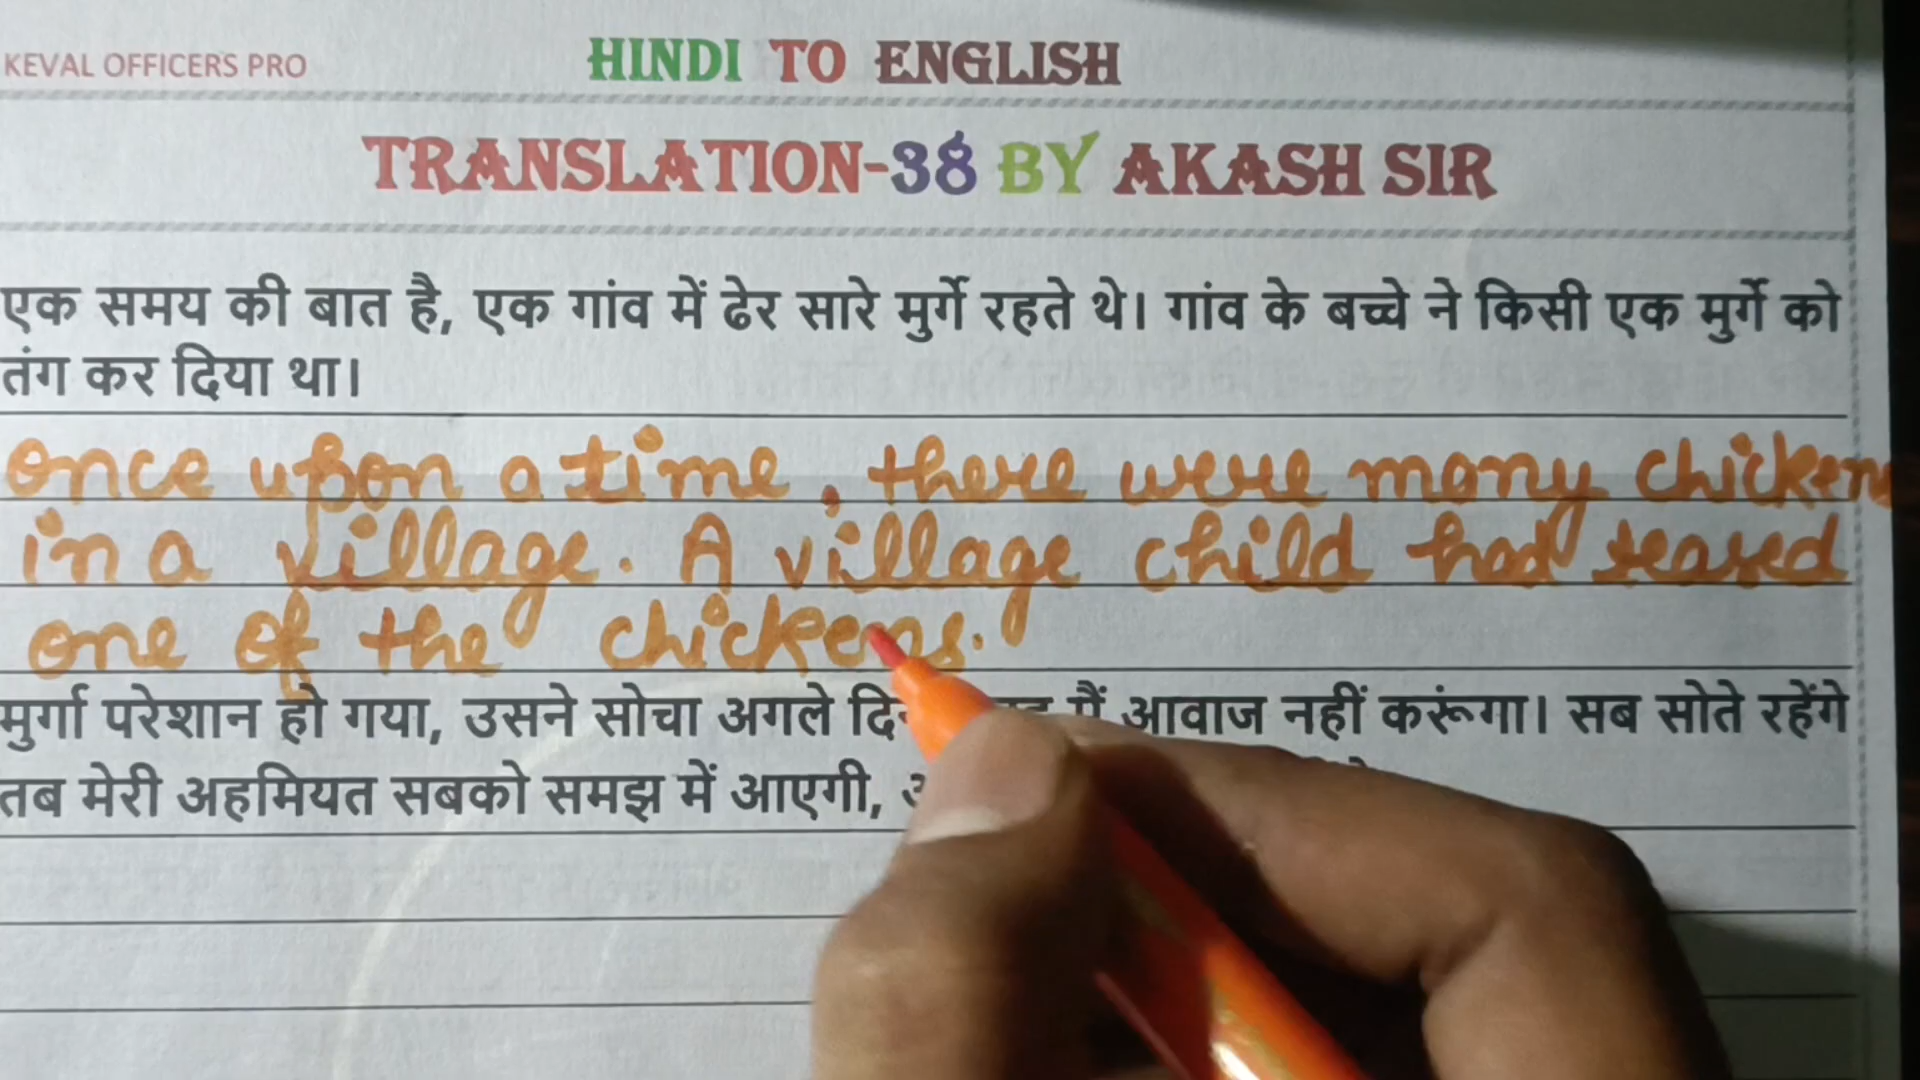 KEVAL OFFICERS PRO
HINDI TO ENGLISH
TRANSLATION-38 BY AKASH SIR
एक समय की बात है, एक गांव में ढेर सारे मुर्गे रहते थे। गांव के बच्चे ने किसी एक मुर्गे को
तंग कर दिया था।
once upon a time, there were many chickens
in a village. A village child had teased
one of the chickens.
मुर्गा परेशान हो गया, उसने सोचा अगले मैं आवाज नहीं करूंगा। सब सोते रहेंगे
तब मेरी अहमियत सबको समझ में आएगी,